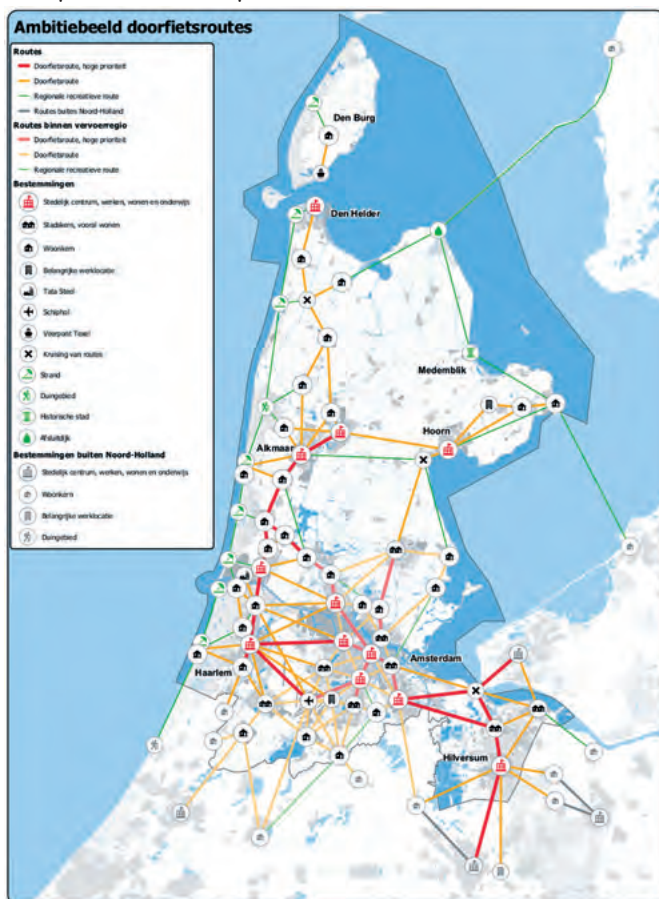 Ambitiebeeld doorfietsroutes
Routes
Doorfietsroute, hoge prioriteit
Doorfietsroute
Regionale recreatieve route
Routes buiten Noord-Holland
Routes binnen vervoerregio
Doorfietsroute, hoge prioriteit
Doorfietsroute
Regionale recreatieve route
Bestemmingen
Stedelijk centrum, werken, wonen en onderwijs
Stadskern, vooral wonen
Woonkern
Belangrijke werklocatie
Tata Steel
Schiphol
Veerpont Texel
Kruising van routes
Strand
Duingebied
Historische stad
Afsluitdijk
Bestemmingen buiten Noord-Holland
Stedelijk centrum, werken, wonen en onderwijs
Woonkern
Belangrijke werklocatie
Duingebied
Den Burg
Den Helder
Medemblik
Hoorn
Alkmaar
Amsterdam
Haarlem
Hilversum